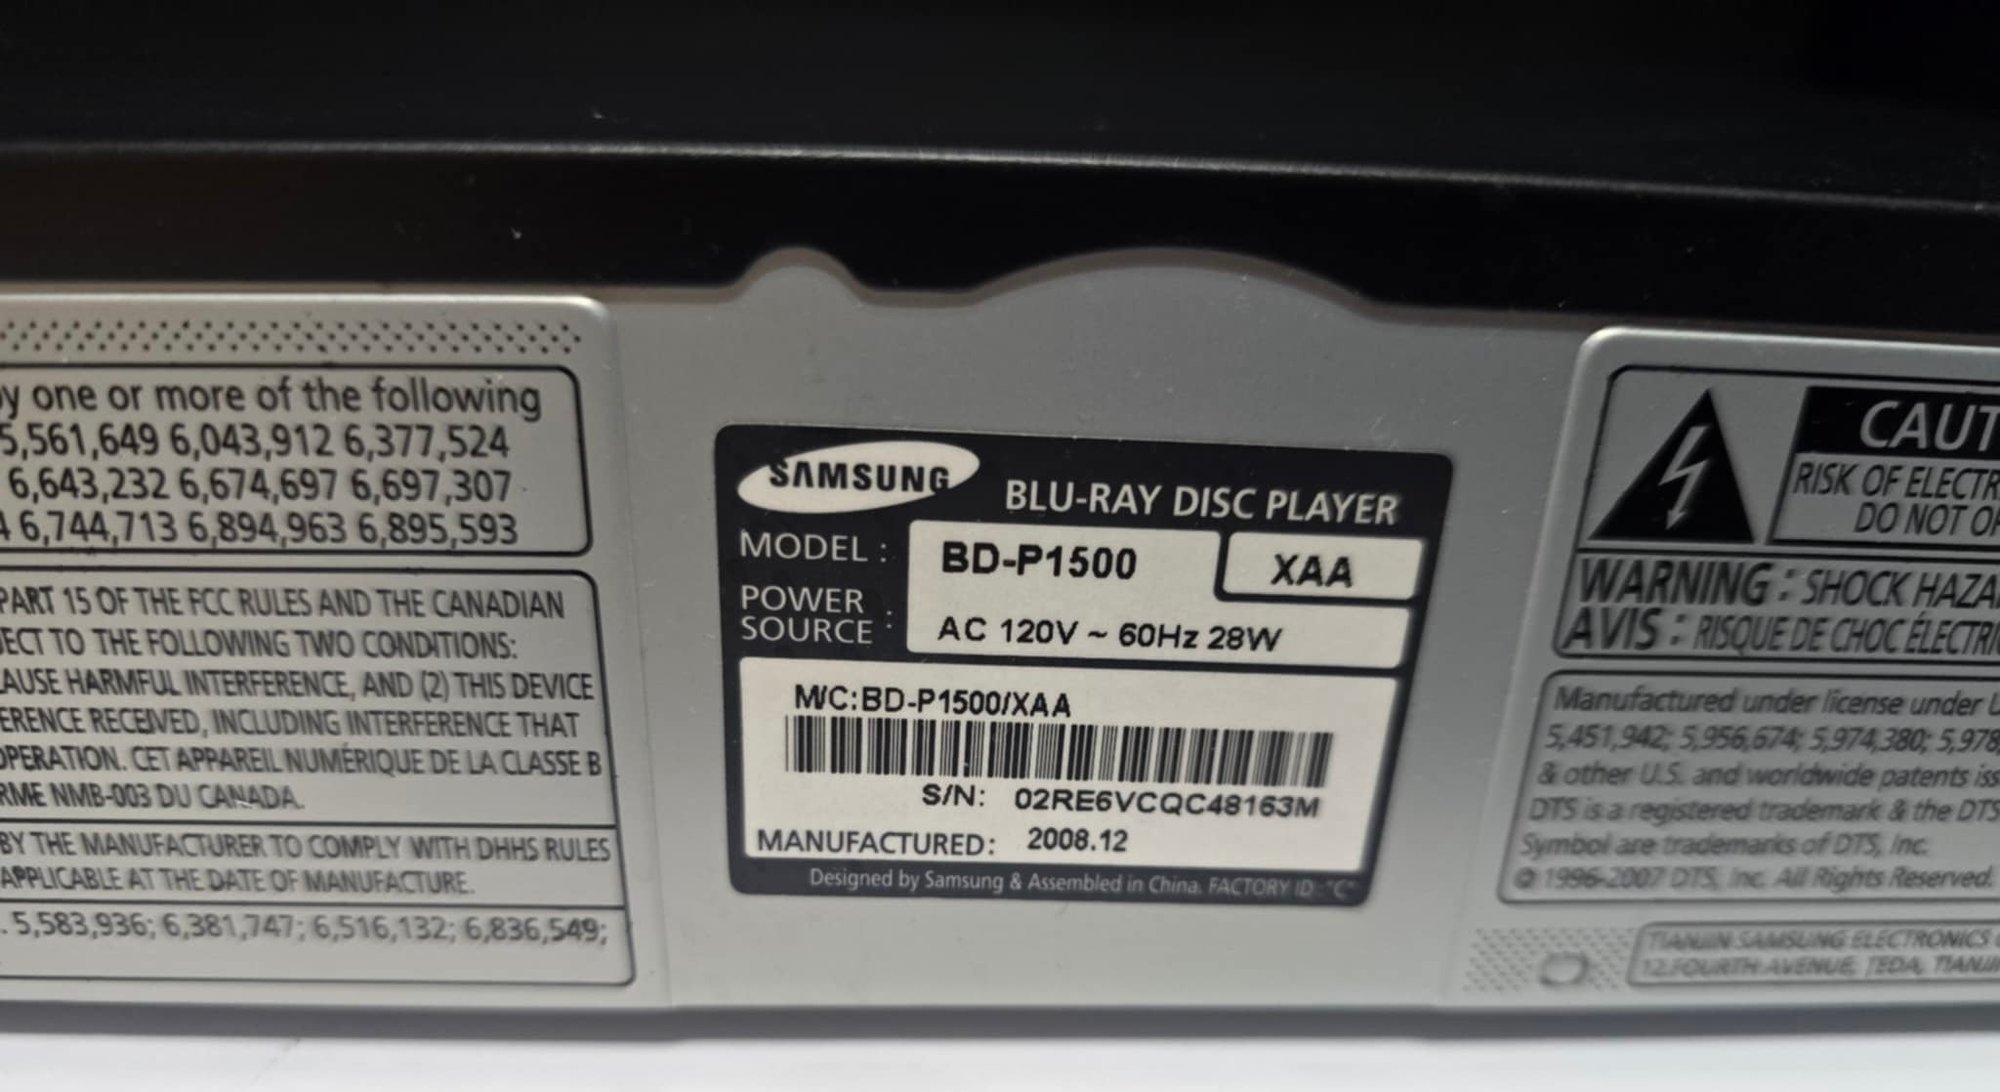 by one or more of the following
5,561,649 6,043,912 6,377,524
6,643,232 6,674,697 6,697,307
6,744,713 6,894,963 6,895,593
PART 15 OF THE FCC RULES AND THE CANADIAN
JECT TO THE FOLLOWING TWO CONDITIONS:
AUSE HARMFUL INTERFERENCE, AND (2) THIS DEVICE
ERENCE RECEIVED, INCLUDING INTERFERENCE THAT
OPERATION. CET APPAREIL NUMÉRIQUE DE LA CLASSE B
RME NMB-003 DU CANADA.
BY THE MANUFACTURER TO COMPLY WITH DHHS RULES
APPLICABLE AT THE DATE OF MANUFACTURE.
5,583,936; 6,381,747; 6,516,132; 6,836,549;
SAMSUNG
BLU-RAY DISC PLAYER
MODEL : BD-P1500 XAA
POWER SOURCE : AC 120V ~ 60Hz 28W
M/C:BD-P1500/XAA
S/N: 02RE6VCQC48163M
MANUFACTURED: 2008.12
Designed by Samsung & Assembled in China. FACTORY ID : "C"
CAUT
RISK OF ELECTR
DO NOT OP
WARNING : SHOCK HAZA
AVIS : RISQUE DE CHOC ÉLECTRI
Manufactured under license under U
5,451,942; 5,956,674; 5,974,380; 5,978,
& other U.S. and worldwide patents iss
DTS is a registered trademark & the DTS
Symbol are trademarks of DTS, Inc.
© 1996-2007 DTS, Inc. All Rights Reserved.
TIANJIN SAMSUNG ELECTRONICS
12.FOURTH AVENUE, TEDA, TIANJI